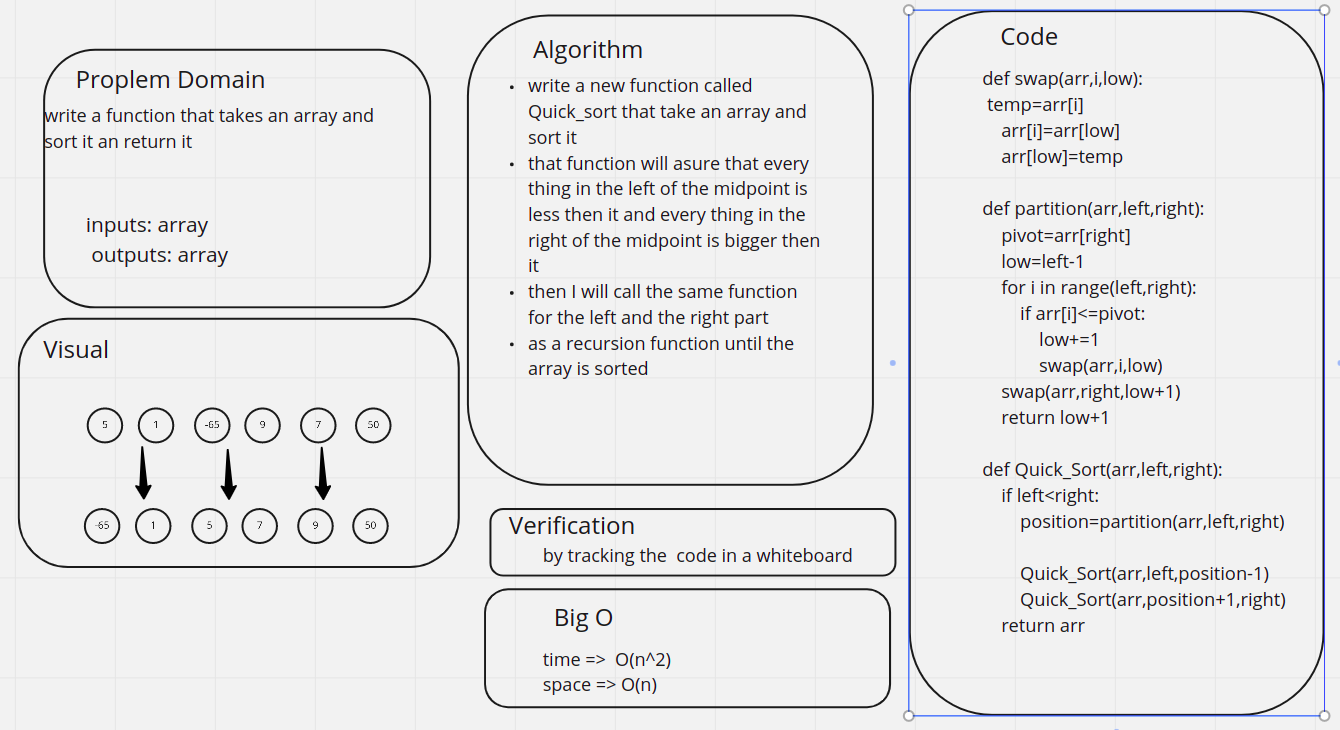 Proplem Domain
write a function that takes an array and
sort it an return it
inputs: array
outputs: array
Visual
5 1 -65 9 7 50
-65 1 5 7 9 50
Algorithm
• write a new function called
Quick_sort that take an array and
sort it
• that function will asure that every
thing in the left of the midpoint is
less then it and every thing in the
right of the midpoint is bigger then
it
• then I will call the same function
for the left and the right part
• as a recursion function until the
array is sorted
Verification
by tracking the  code in a whiteboard
Big O
time =>  O(n^2)
space => O(n)
Code
def swap(arr,i,low):
 temp=arr[i]
    arr[i]=arr[low]
    arr[low]=temp
def partition(arr,left,right):
    pivot=arr[right]
    low=left-1
    for i in range(left,right):
        if arr[i]<=pivot:
            low+=1
            swap(arr,i,low)
    swap(arr,right,low+1)
    return low+1
def Quick_Sort(arr,left,right):
    if left<right:
        position=partition(arr,left,right)
        Quick_Sort(arr,left,position-1)
        Quick_Sort(arr,position+1,right)
    return arr